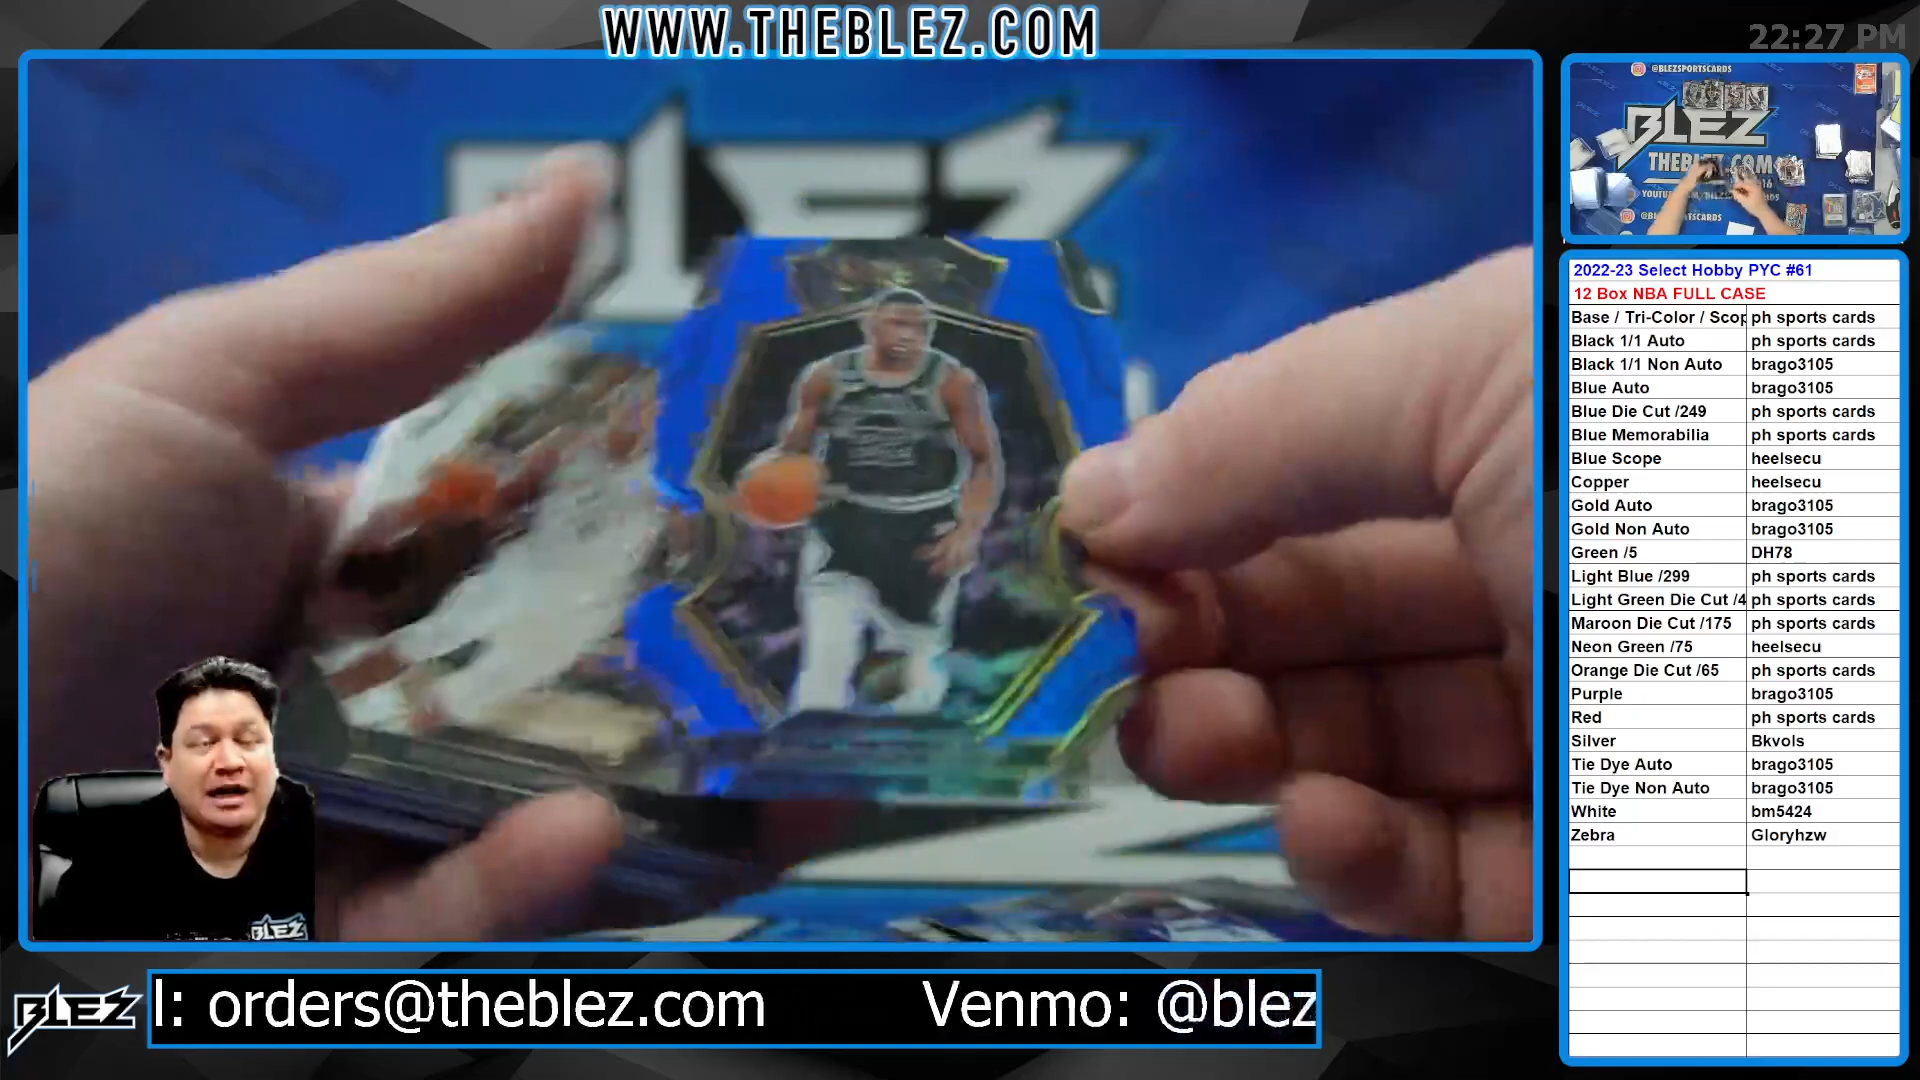 WWW.THEBLEZ.COM
22:27 PM
BLEZ
@BLEZSPORTSCARDS
BLEZ
THEBLEZ.COM
2022-23 Select Hobby PYC #61
12 Box NBA FULL CASE
Base / Tri-Color / Scop ph sports cards
Black 1/1 Auto ph sports cards
Black 1/1 Non Auto brago3105
Blue Auto brago3105
Blue Die Cut /249 ph sports cards
Blue Memorabilia ph sports cards
Blue Scope heelsecu
Copper heelsecu
Gold Auto brago3105
Gold Non Auto brago3105
Green /5 DH78
Light Blue /299 ph sports cards
Light Green Die Cut /4 ph sports cards
Maroon Die Cut /175 ph sports cards
Neon Green /75 heelsecu
Orange Die Cut /65 ph sports cards
Purple brago3105
Red ph sports cards
Silver Bkvols
Tie Dye Auto brago3105
Tie Dye Non Auto brago3105
White bm5424
Zebra Gloryhzw
BLEZ
BLEZ
l: orders@theblez.com Venmo: @blez